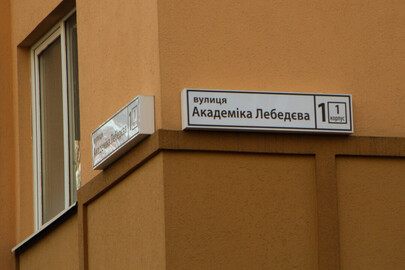 вулиця
Академіка Лебедєва
1
1
корпус